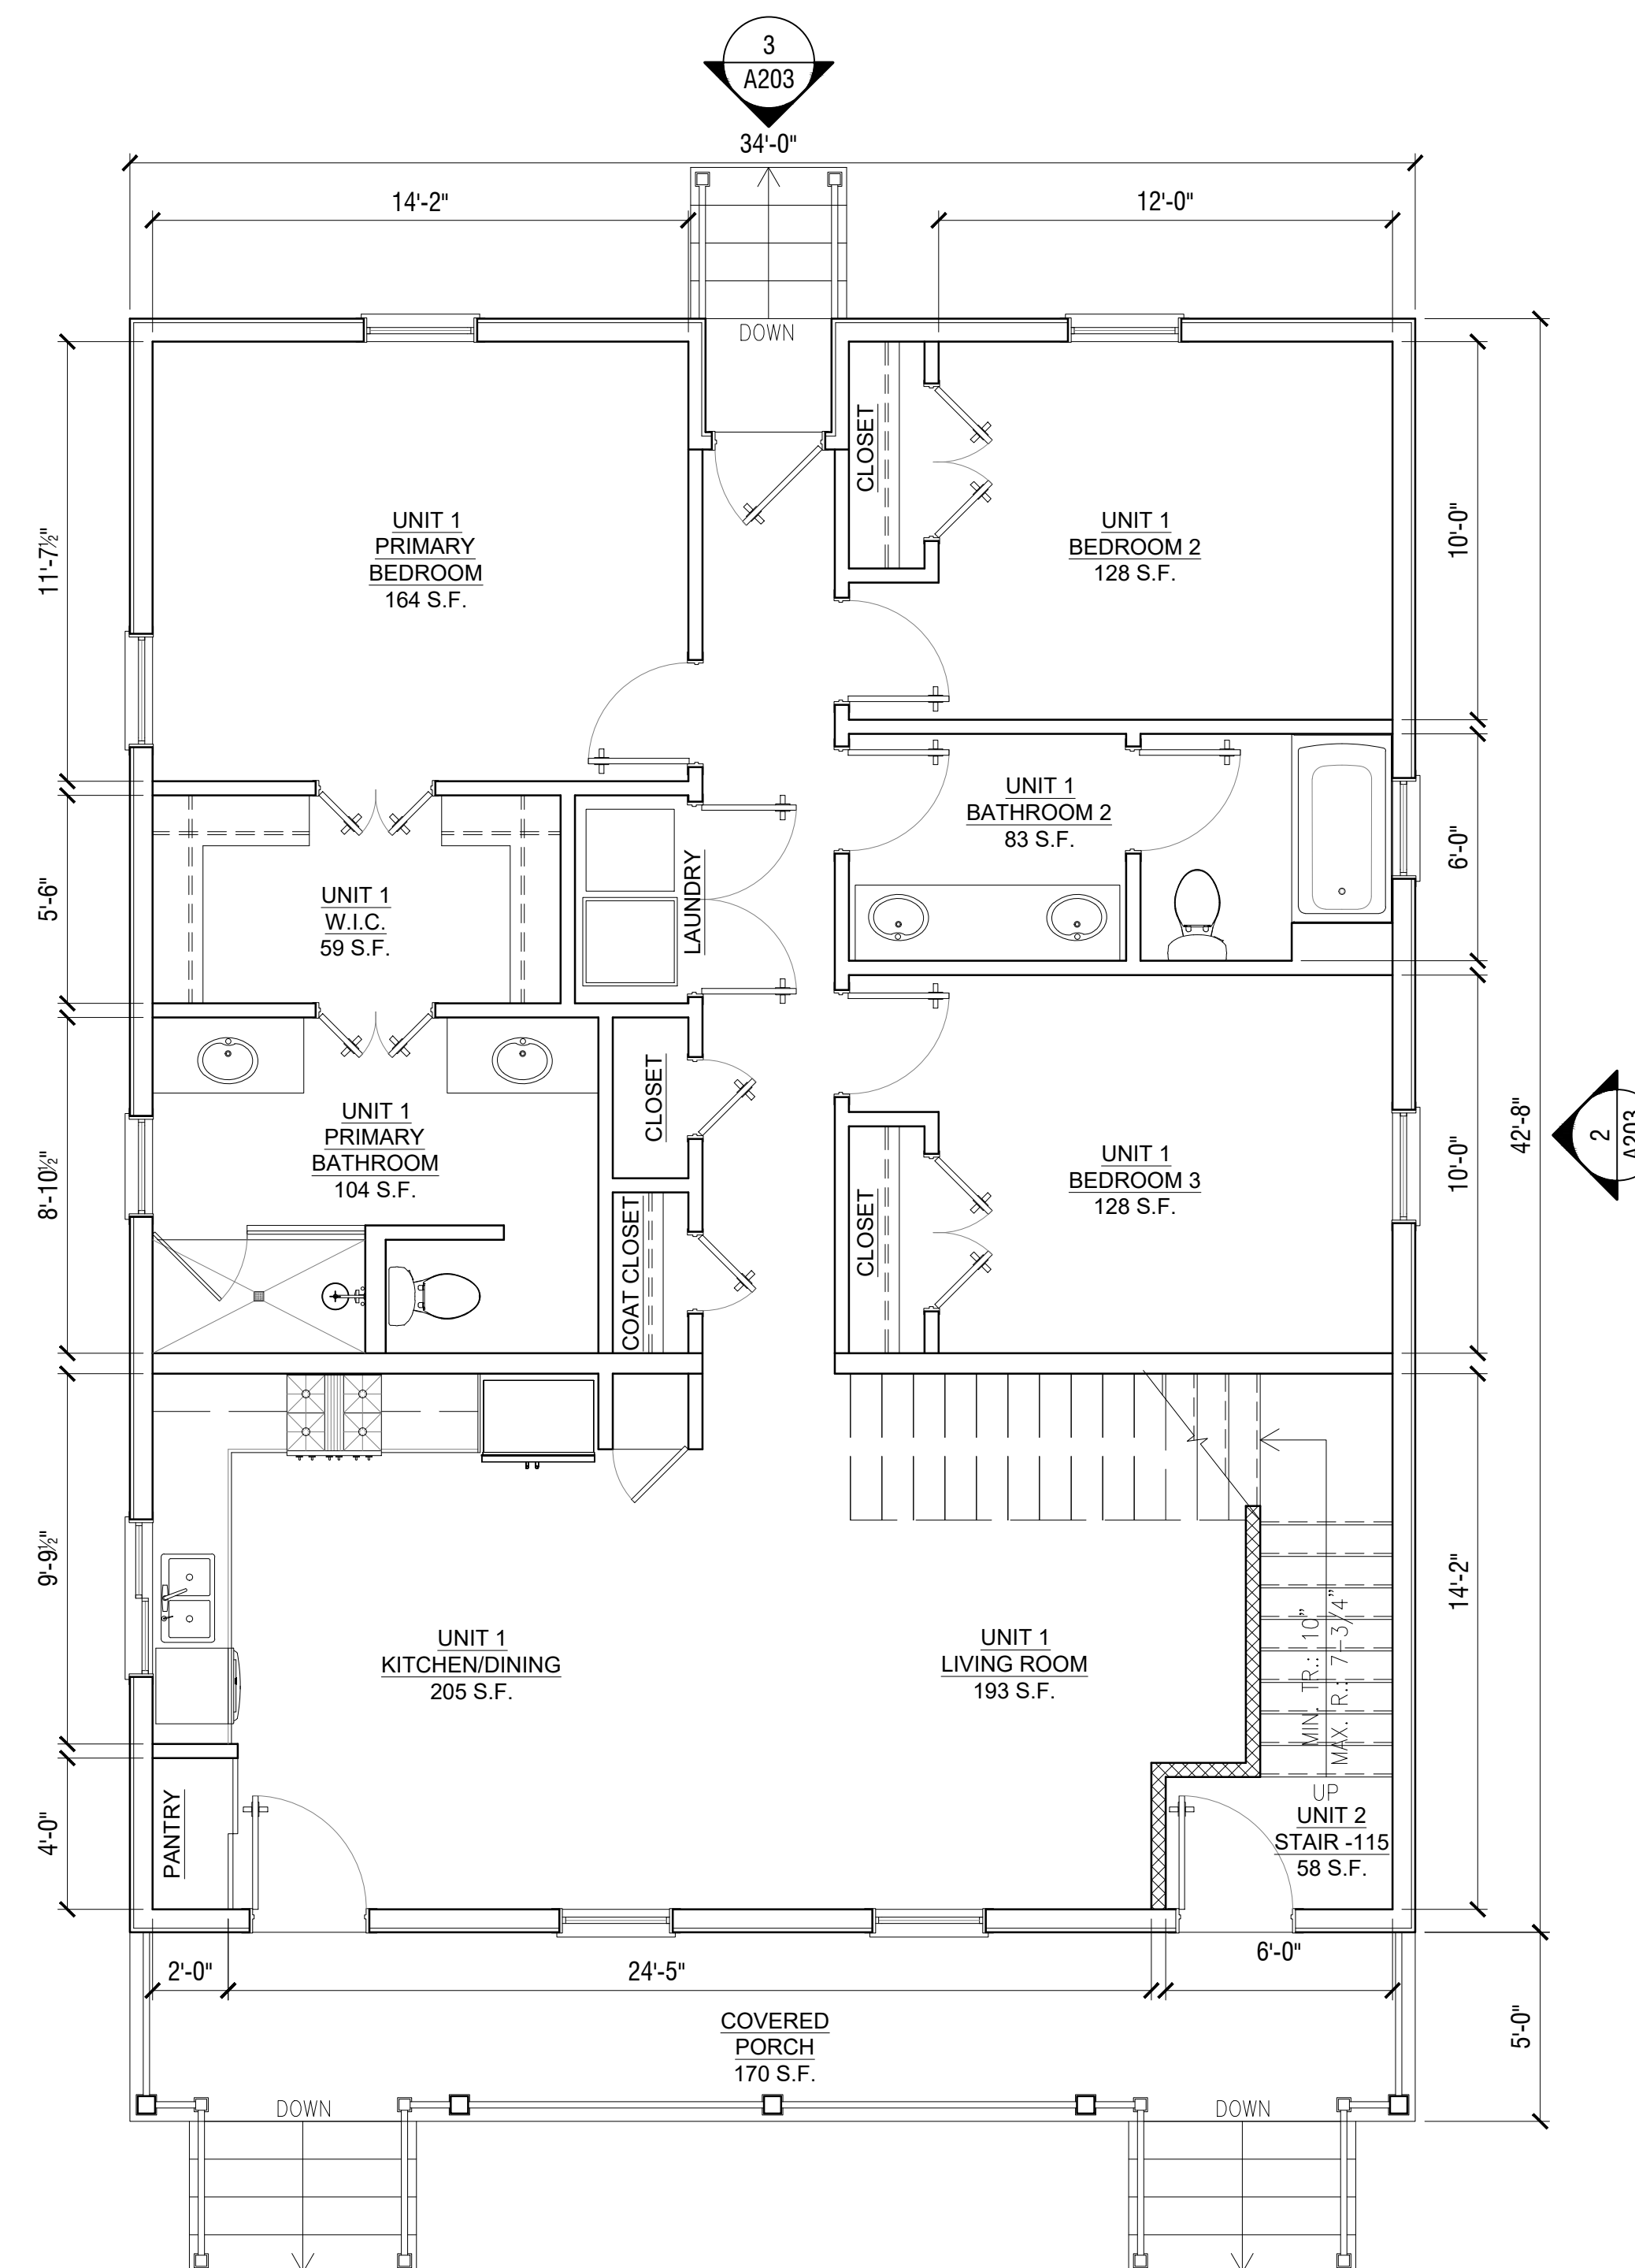 3
A203
34'-0"
14'-2"
12'-0"
DOWN
CLOSET
11'-7½"
UNIT 1
PRIMARY
BEDROOM
164 S.F.
UNIT 1
BEDROOM 2
128 S.F.
10'-0"
UNIT 1
BATHROOM 2
83 S.F.
6'-0"
5'-6"
UNIT 1
W.I.C.
59 S.F.
LAUNDRY
8'-10½"
UNIT 1
PRIMARY
BATHROOM
104 S.F.
CLOSET
COAT CLOSET
CLOSET
UNIT 1
BEDROOM 3
128 S.F.
10'-0"
42'-8"
2
A203
9'-9½"
UNIT 1
KITCHEN/DINING
205 S.F.
UNIT 1
LIVING ROOM
193 S.F.
MIN. TR.: 10"
MAX. R.: 7-3/4"
14'-2"
4'-0"
PANTRY
UP
UNIT 2
STAIR -115
58 S.F.
2'-0"
24'-5"
6'-0"
COVERED
PORCH
170 S.F.
5'-0"
DOWN
DOWN